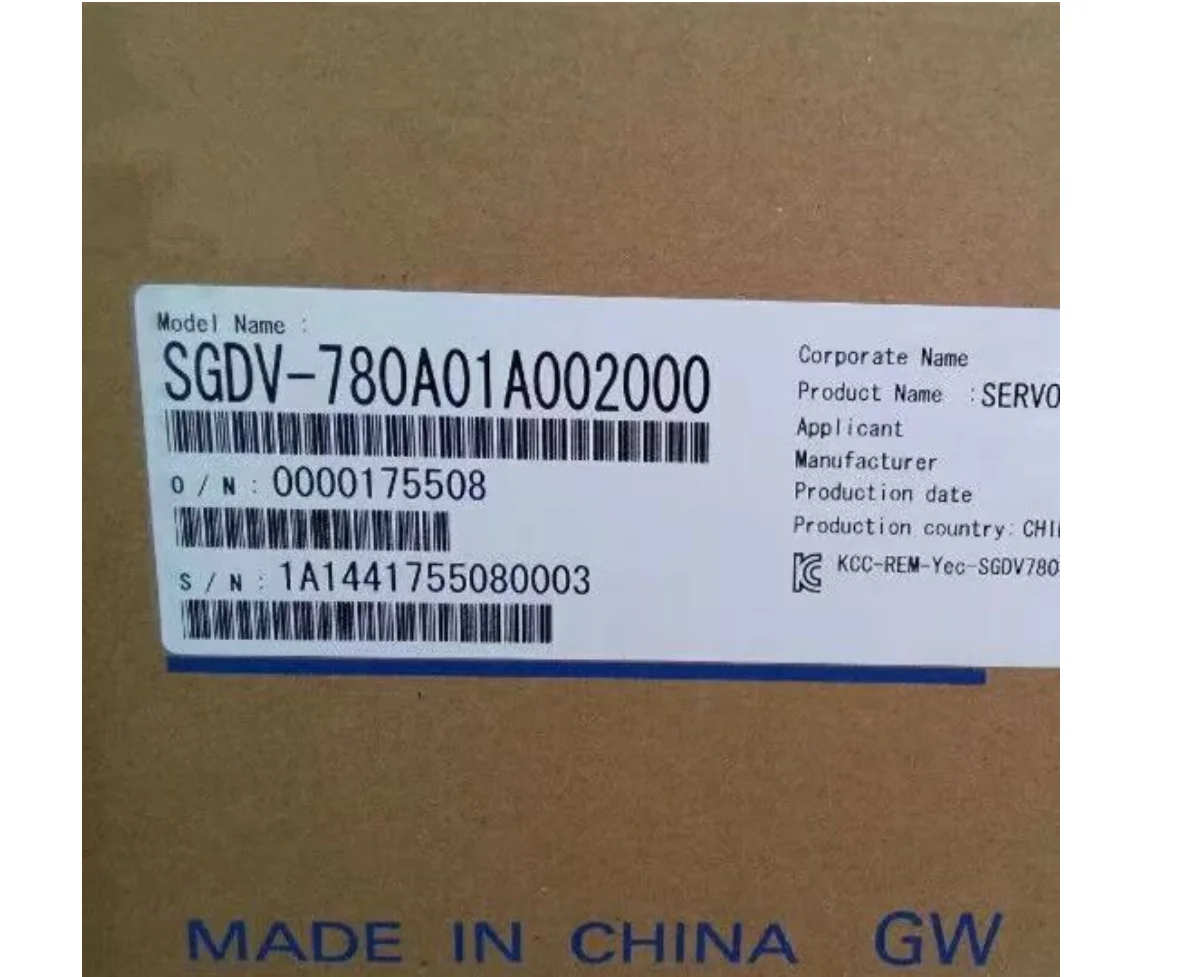 Model Name :
SGDV-780A01A002000
O / N : 0000175508
S / N : 1A1441755080003
Corporate Name
Product Name :SERVO
Applicant
Manufacturer
Production date
Production country: CHI
KCC-REM-Yec-SGDV780
MADE IN CHINA GW